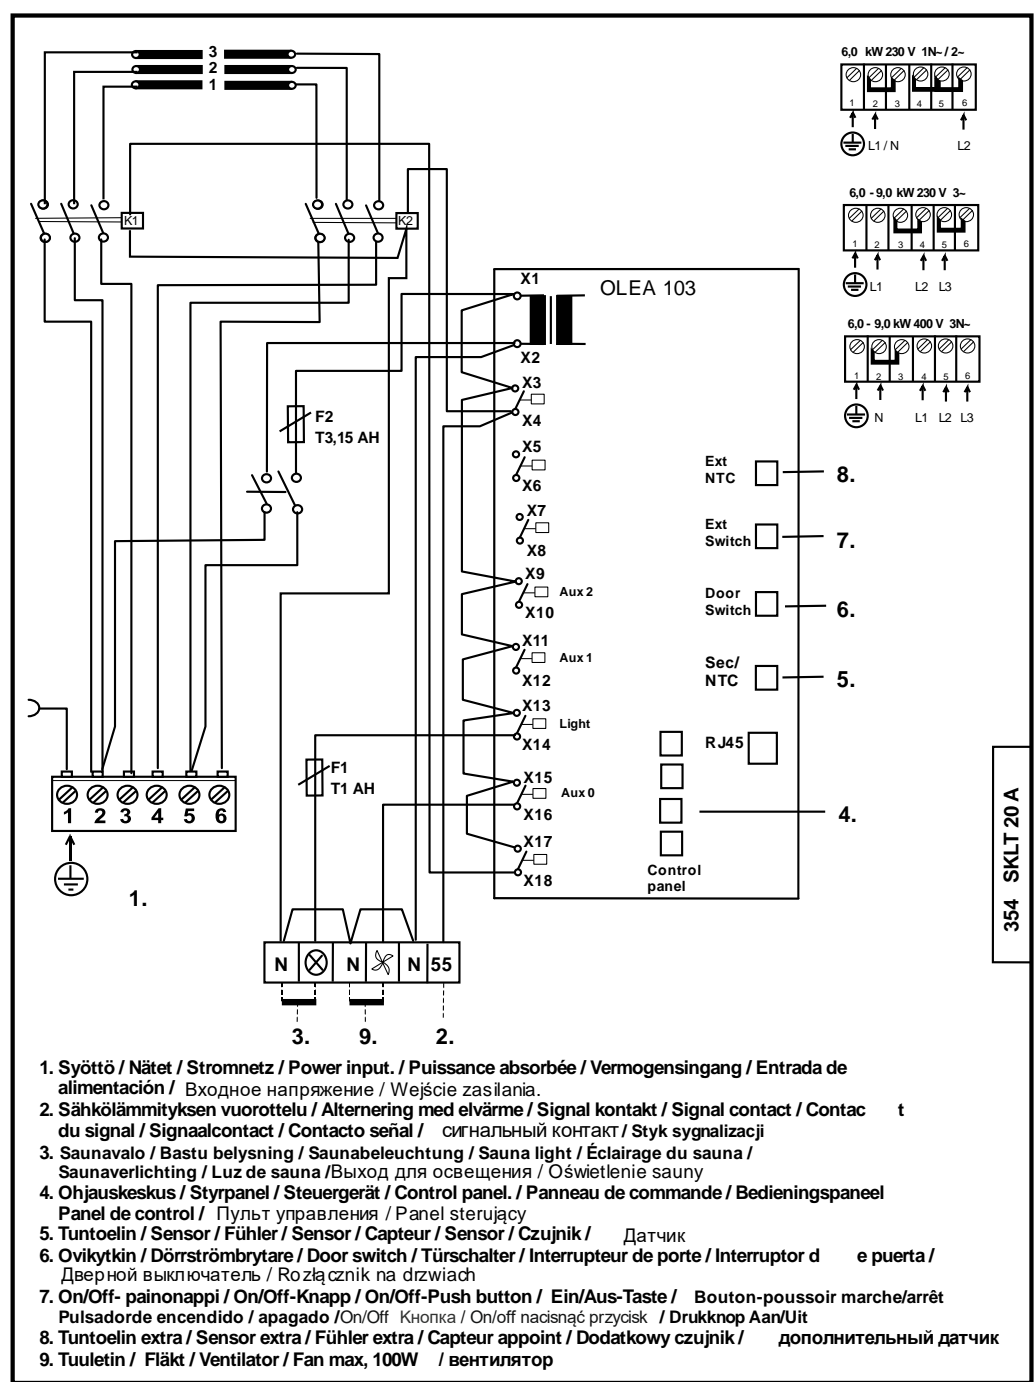 3
2
1
K1
K2
6,0 kW 230 V 1N~ / 2~
1 2 3 4 5 6
L1 / N L2
6,0 - 9,0 kW 230 V 3~
1 2 3 4 5 6
L1 L2 L3
6,0 - 9,0 kW 400 V 3N~
1 2 3 4 5 6
N L1 L2 L3
X1
OLEA 103
X2
X3
X4
F2
T3,15 AH
X5
X6
X7
X8
X9
Aux 2
X10
X11
Aux 1
X12
X13
Light
X14
X15
Aux 0
X16
X17
X18
Ext
NTC
8.
Ext
Switch
7.
Door
Switch
6.
Sec/
NTC
5.
RJ45
4.
Control
panel
F1
T1 AH
1 2 3 4 5 6
1.
N N N 55
3. 9. 2.
354 SKLT 20 A
1. Syöttö / Nätet / Stromnetz / Power input. / Puissance absorbée / Vermogensingang / Entrada de
alimentación / Входное напряжение / Wejście zasilania.
2. Sähkölämmityksen vuorottelu / Alternering med elvärme / Signal kontakt / Signal contact / Contac t
du signal / Signaalcontact / Contacto señal / сигнальный контакт / Styk sygnalizacji
3. Saunavalo / Bastu belysning / Saunabeleuchtung / Sauna light / Éclairage du sauna /
Saunaverlichting / Luz de sauna /Выход для освещения / Oświetlenie sauny
4. Ohjauskeskus / Styrpanel / Steuergerät / Control panel. / Panneau de commande / Bedieningspaneel
Panel de control / Пульт управления / Panel sterujący
5. Tuntoelin / Sensor / Fühler / Sensor / Capteur / Sensor / Czujnik / Датчик
6. Ovikytkin / Dörrströmbrytare / Door switch / Türschalter / Interrupteur de porte / Interruptor d e puerta /
Дверной выключатель / Rozłącznik na drzwiach
7. On/Off- painonappi / On/Off-Knapp / On/Off-Push button / Ein/Aus-Taste / Bouton-poussoir marche/arrêt
Pulsadorde encendido / apagado /On/Off Кнопка / On/off nacisnąć przycisk / Drukknop Aan/Uit
8. Tuntoelin extra / Sensor extra / Fühler extra / Capteur appoint / Dodatkowy czujnik / дополнительный датчик
9. Tuuletin / Fläkt / Ventilator / Fan max, 100W / вентилятор